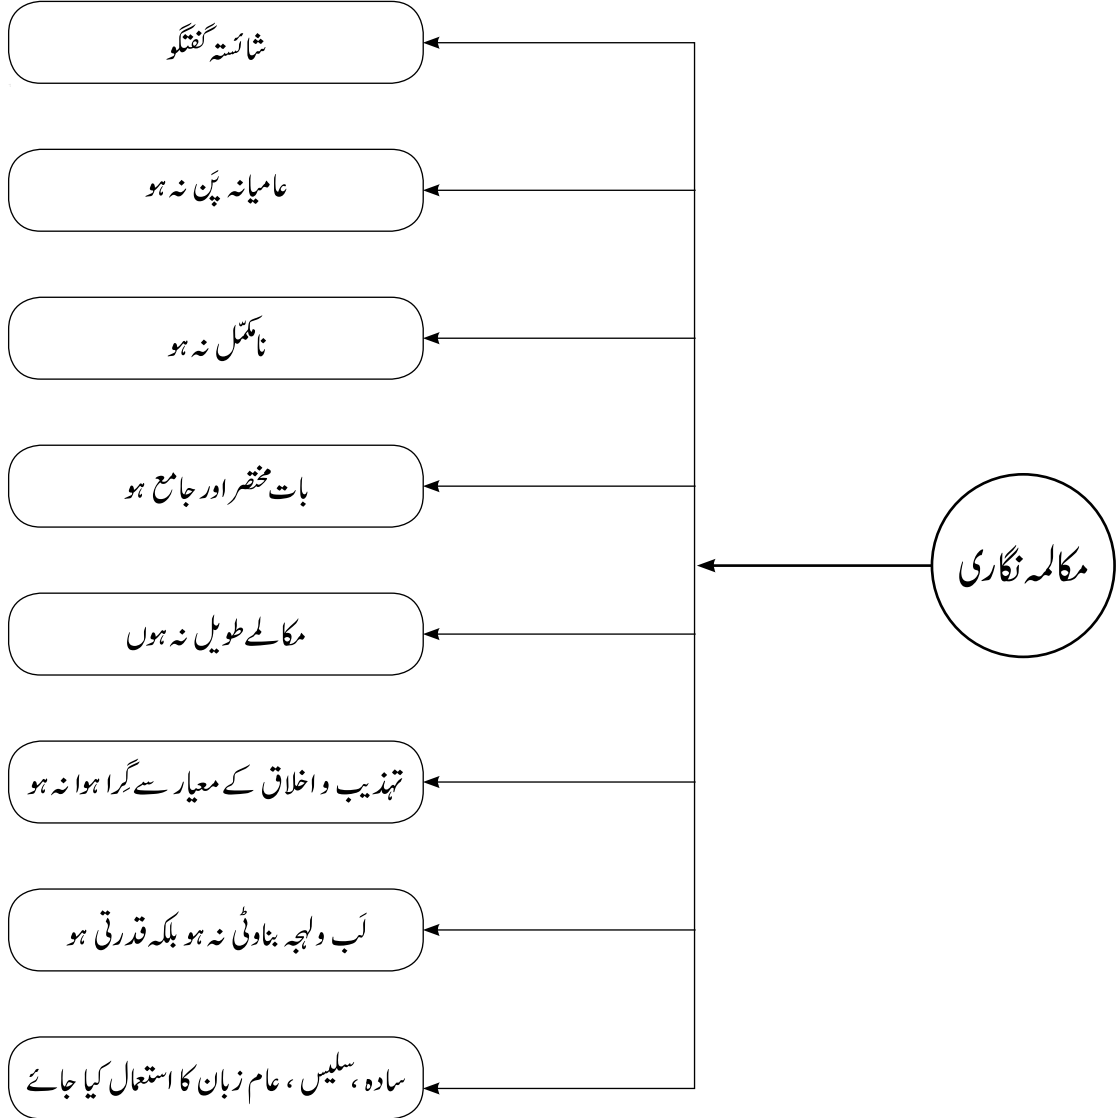 شائستہ گفتگو
عامیانہ پَن نہ ہو
نامکمّل نہ ہو
بات مختصر اور جامع ہو
مکالمہ نگاری
مکالمے طویل نہ ہوں
تہذیب و اخلاق کے معیار سے گِرا ہوا نہ ہو
لَب و لہجہ بناوٹی نہ ہو بلکہ قدرتی ہو
سادہ، سلیس، عام زبان کا استعمال کیا جائے